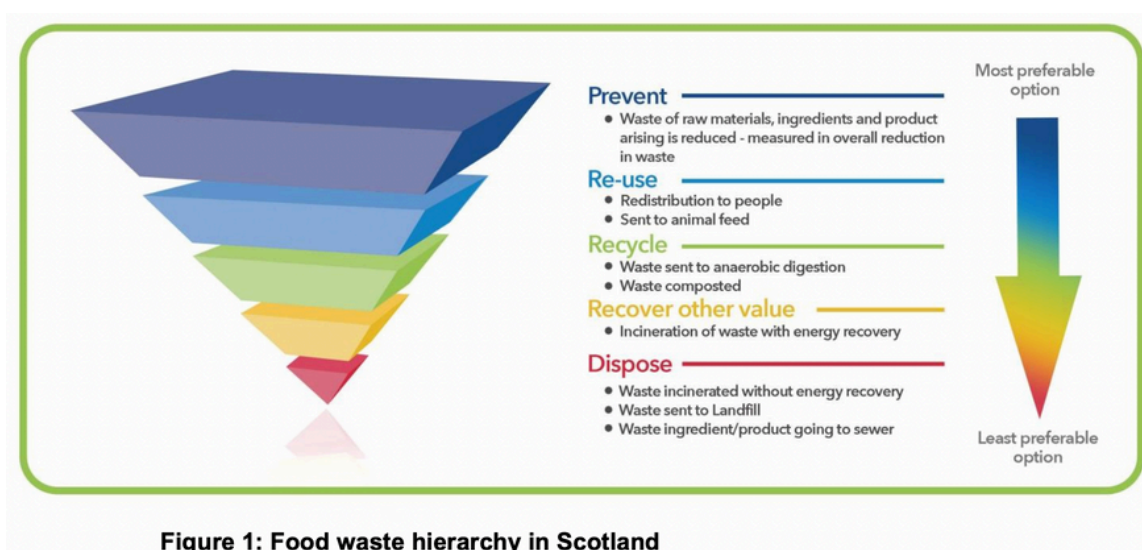 Most preferable
option
Prevent
• Waste of raw materials, ingredients and product
arising is reduced - measured in overall reduction
in waste
Re-use
• Redistribution to people
• Sent to animal feed
Recycle
• Waste sent to anaerobic digestion
• Waste composted
Recover other value
• Incineration of waste with energy recovery
Dispose
• Waste incinerated without energy recovery
• Waste sent to Landfill
• Waste ingredient/product going to sewer
Least preferable
option
Figure 1: Food waste hierarchy in Scotland